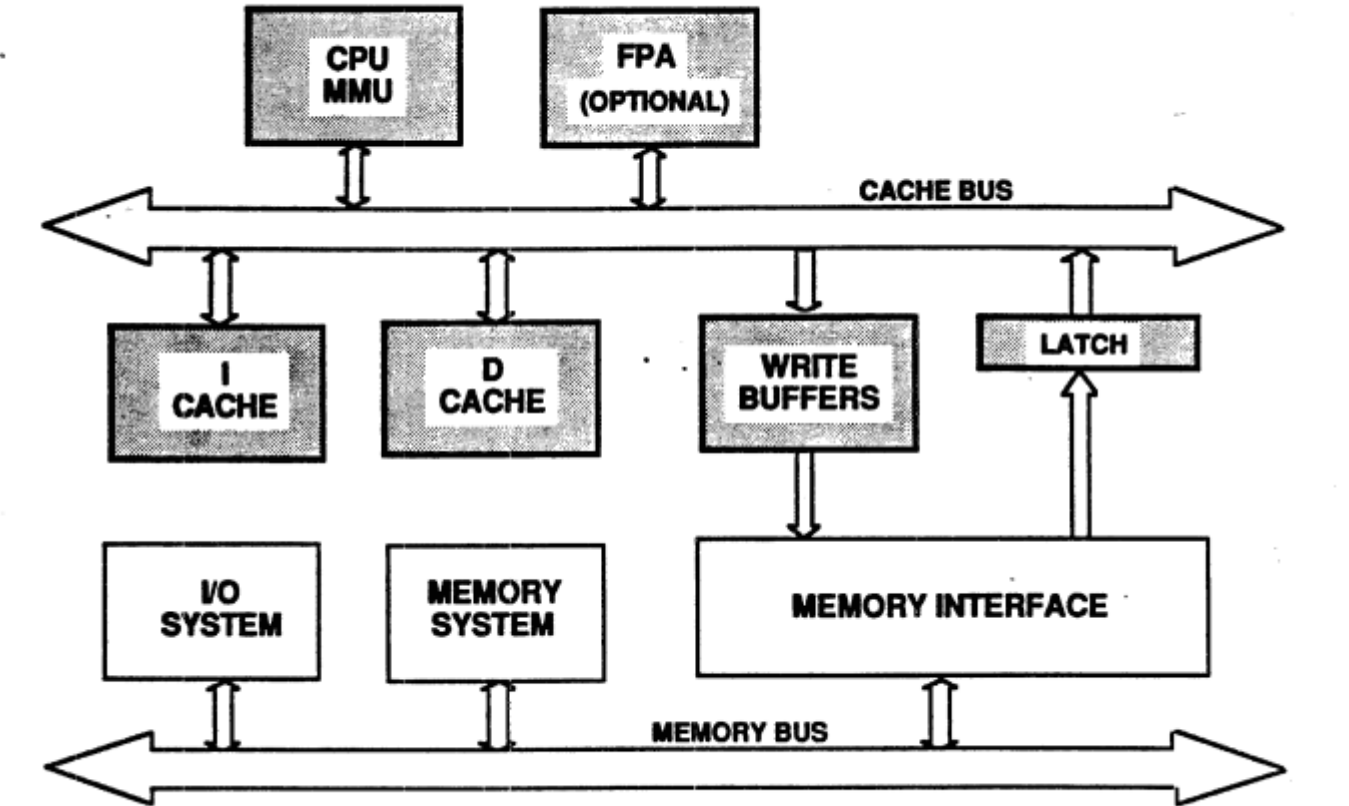 CPU
MMU
FPA
(OPTIONAL)
CACHE BUS
I
CACHE
D
CACHE
WRITE
BUFFERS
LATCH
I/O
SYSTEM
MEMORY
SYSTEM
MEMORY INTERFACE
MEMORY BUS